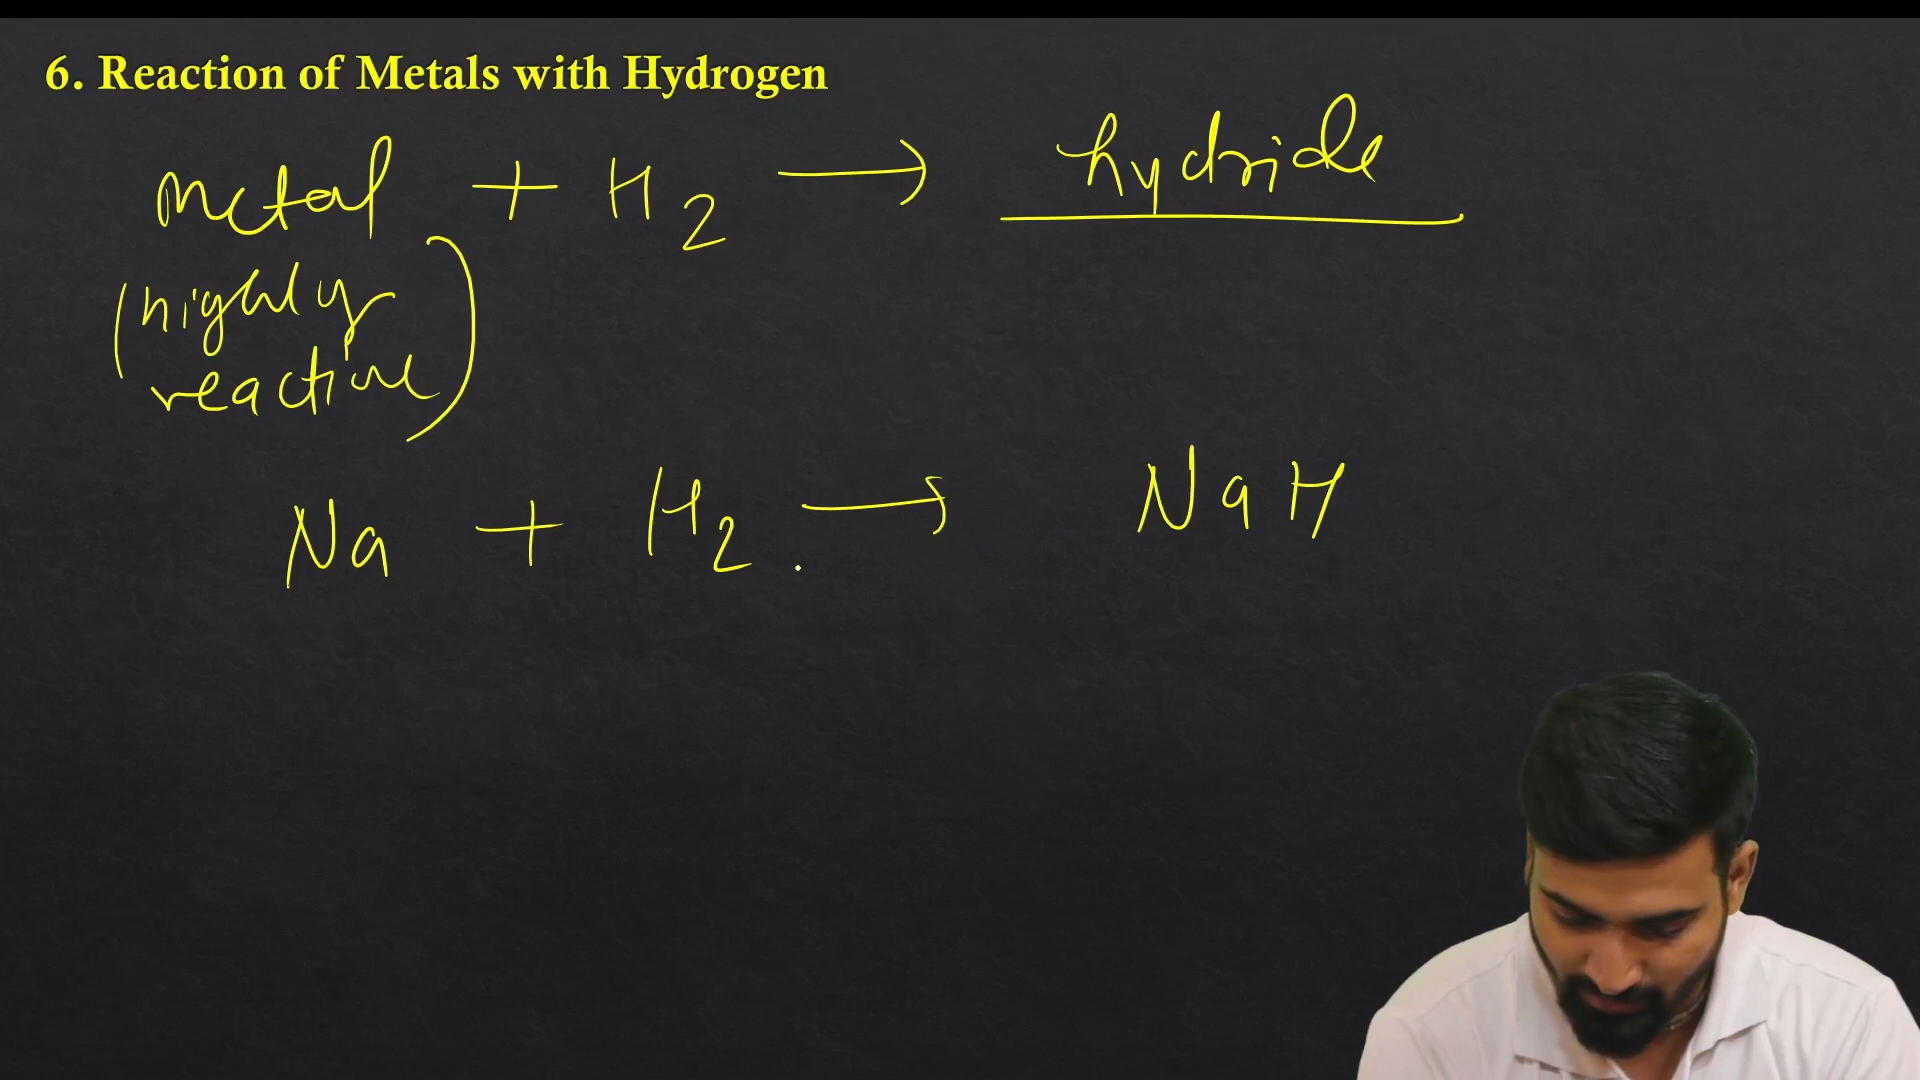 6. Reaction of Metals with Hydrogen
Metal + H2 → hydride
(highly
reactive)
Na + H2 → NaH